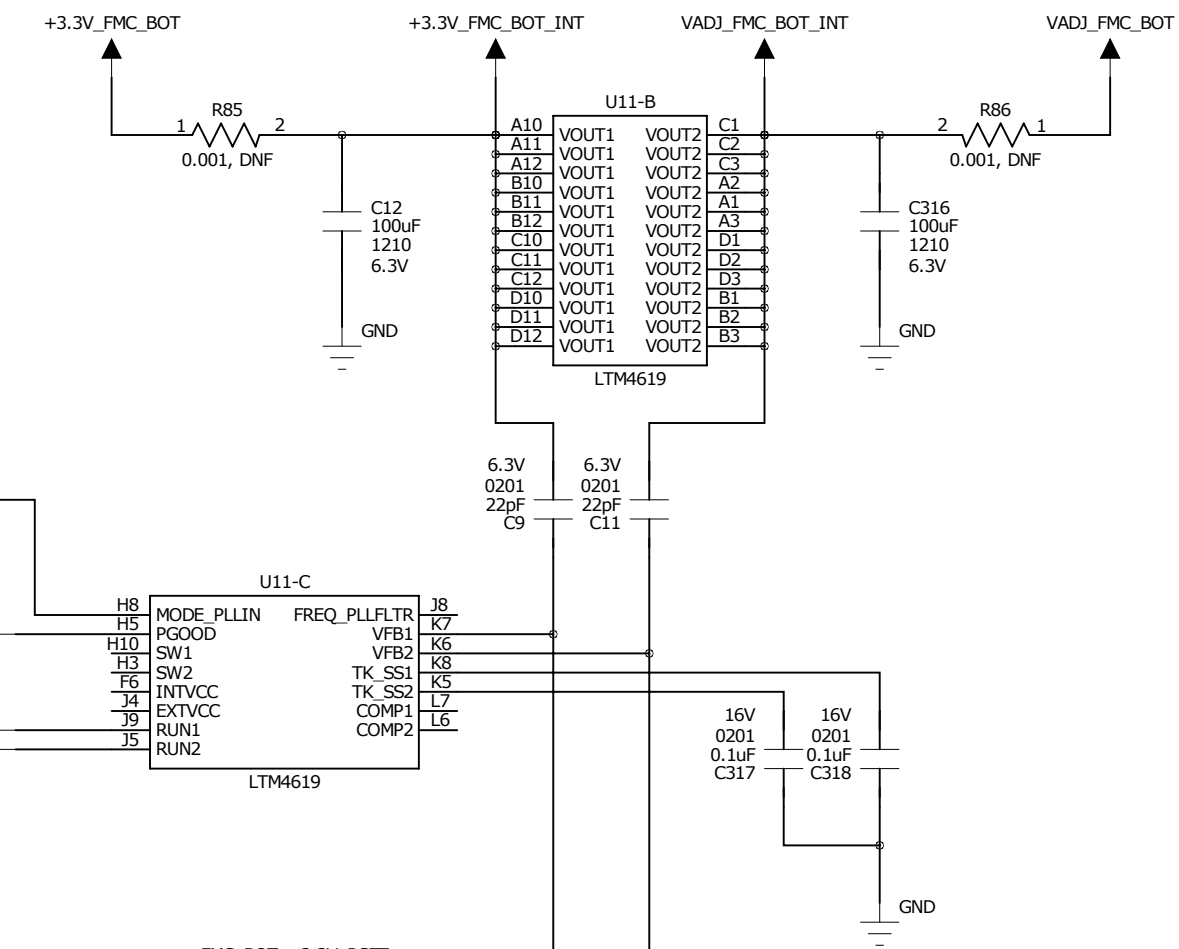 +3.3V_FMC_BOT
+3.3V_FMC_BOT_INT
VADJ_FMC_BOT_INT
VADJ_FMC_BOT
R85
1
2
0.001, DNF
U11-B
A10 VOUT1 VOUT2 C1
A11 VOUT1 VOUT2 C2
A12 VOUT1 VOUT2 C3
B10 VOUT1 VOUT2 A2
B11 VOUT1 VOUT2 A1
B12 VOUT1 VOUT2 A3
C10 VOUT1 VOUT2 D1
C11 VOUT1 VOUT2 D2
C12 VOUT1 VOUT2 D3
D10 VOUT1 VOUT2 B1
D11 VOUT1 VOUT2 B2
D12 VOUT1 VOUT2 B3
LTM4619
R86
2
1
0.001, DNF
C12
100uF
1210
6.3V
GND
C316
100uF
1210
6.3V
GND
6.3V
0201
22pF
C9
6.3V
0201
22pF
C11
U11-C
H8 MODE_PLLIN FREQ_PLLFLTR J8
H5 PGOOD VFB1 K7
H10 SW1 VFB2 K6
H3 SW2 TK_SS1 K8
F6 INTVCC TK_SS2 K5
J4 EXTVCC COMP1 L7
J9 RUN1 COMP2 L6
J5 RUN2
LTM4619
16V
0201
0.1uF
C317
16V
0201
0.1uF
C318
GND